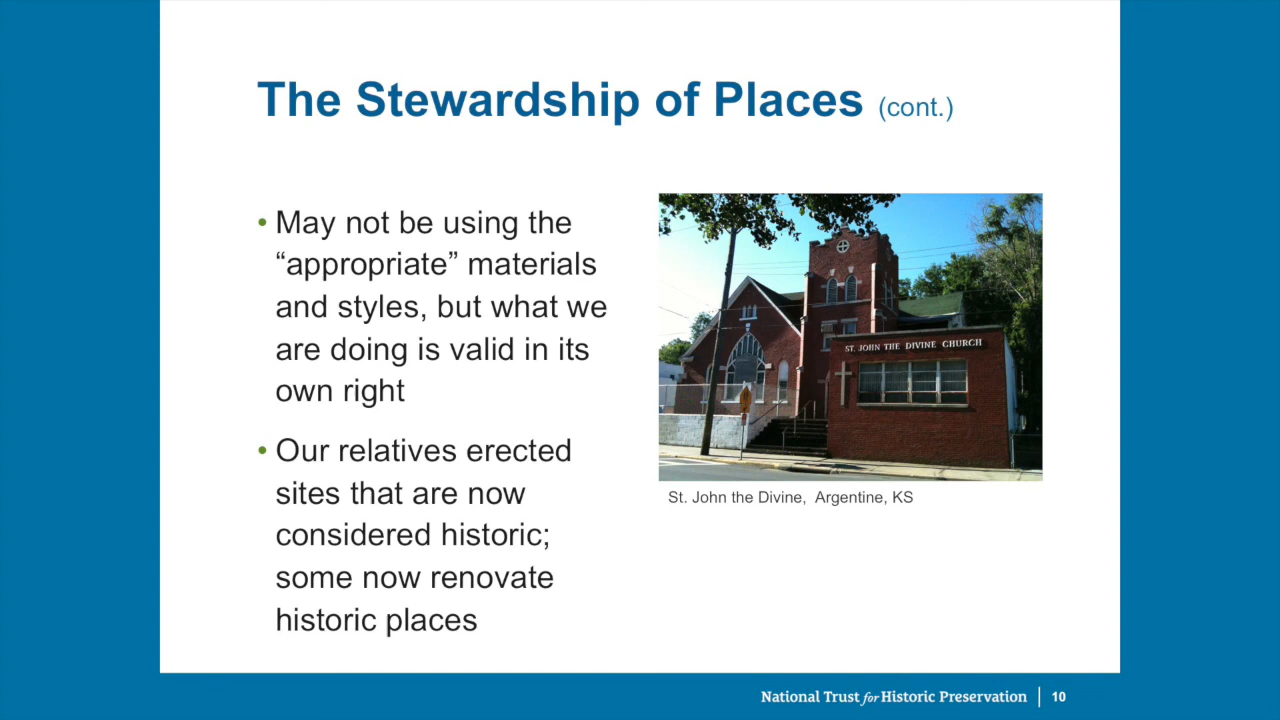 The Stewardship of Places (cont.)
• May not be using the
“appropriate” materials
and styles, but what we
are doing is valid in its
own right
• Our relatives erected
sites that are now
considered historic;
some now renovate
historic places
ST. JOHN THE DIVINE CHURCH
St. John the Divine, Argentine, KS
National Trust for Historic Preservation | 10